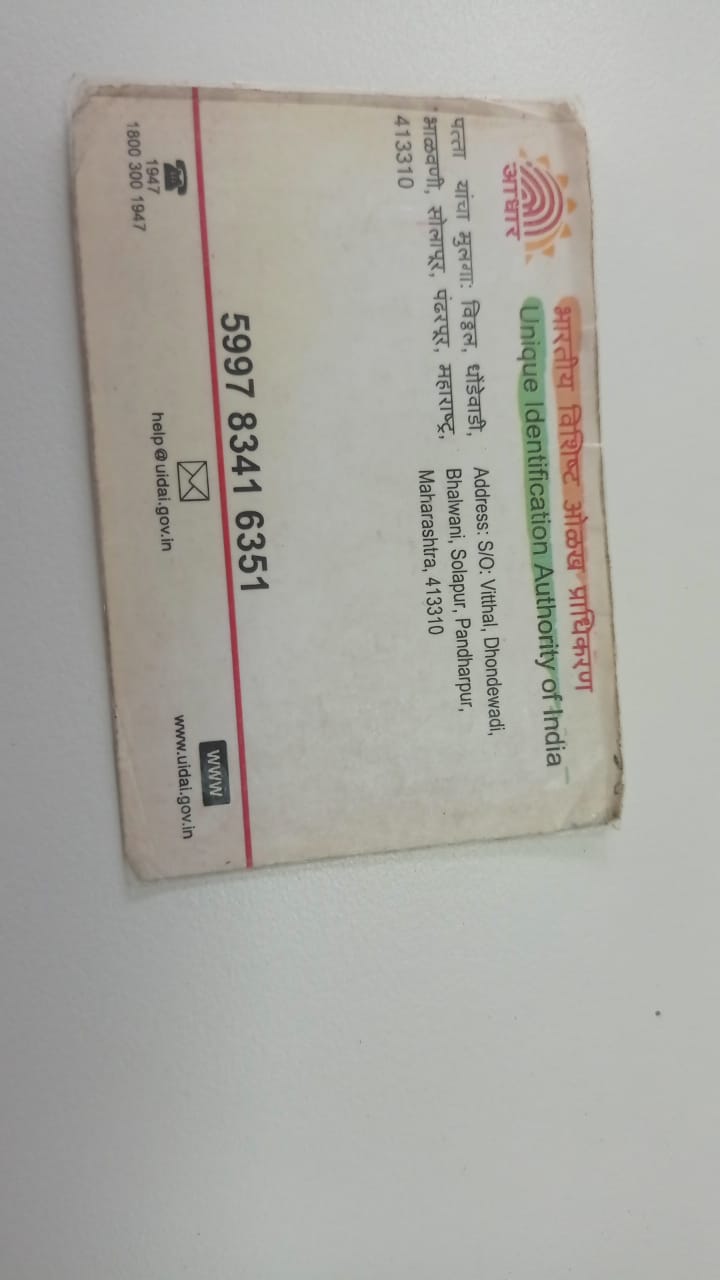 आधार
भारतीय विशिष्ट ओळख प्राधिकरण
Unique Identification Authority of India
पत्ता यांचा मुलगा: विठ्ठल, धोंडेवाडी,
भाळवणी, सोलापूर, पंढरपूर, महाराष्ट्र,
413310
Address: S/O: Vitthal, Dhondewadi,
Bhalwani, Solapur, Pandharpur,
Maharashtra, 413310
5997 8341 6351
1947
1800 300 1947
help@uidai.gov.in
www
www.uidai.gov.in